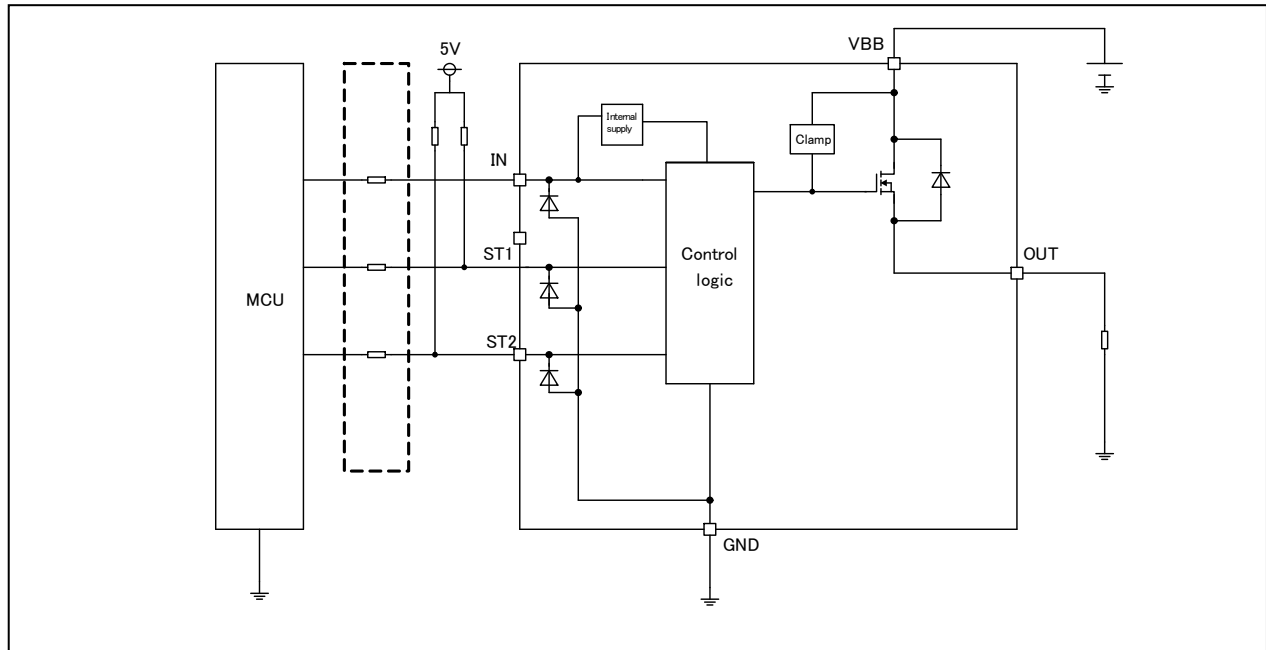 VBB
5V
Internal
supply
Clamp
IN
ST1
Control
logic
OUT
MCU
ST2
GND